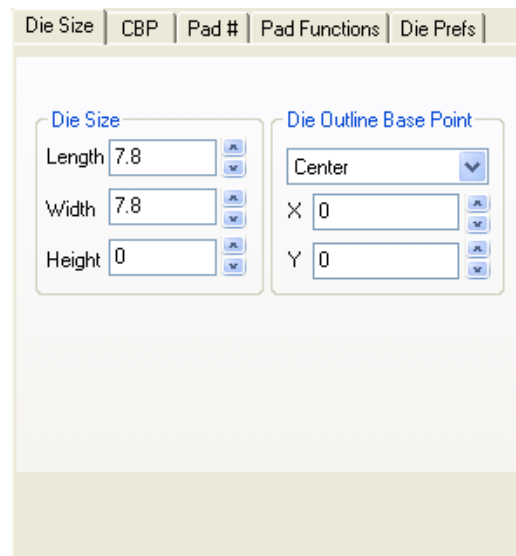 Die Size CBP Pad # Pad Functions Die Prefs
Die Size
Length 7.8
Width 7.8
Height 0
Die Outline Base Point
Center
X 0
Y 0